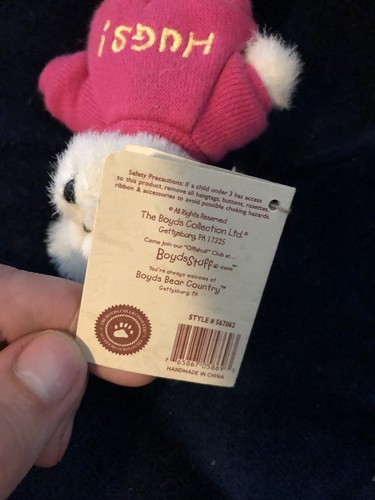 HUGS!
Safety Precautions: If a child under 3 has access
to this product, remove all hangtags, buttons, rosettes,
ribbon & accessories to avoid possible choking hazards.
© All Rights Reserved
The Boyds Collection Ltd.®
Gettysburg, PA 17325
Come join our "Offishull" Club at...
BoydsStuff.com™
You're always welcome at
Boyds Bear Country™
Gettysburg, PA
STYLE # 567062
HANDMADE IN CHINA